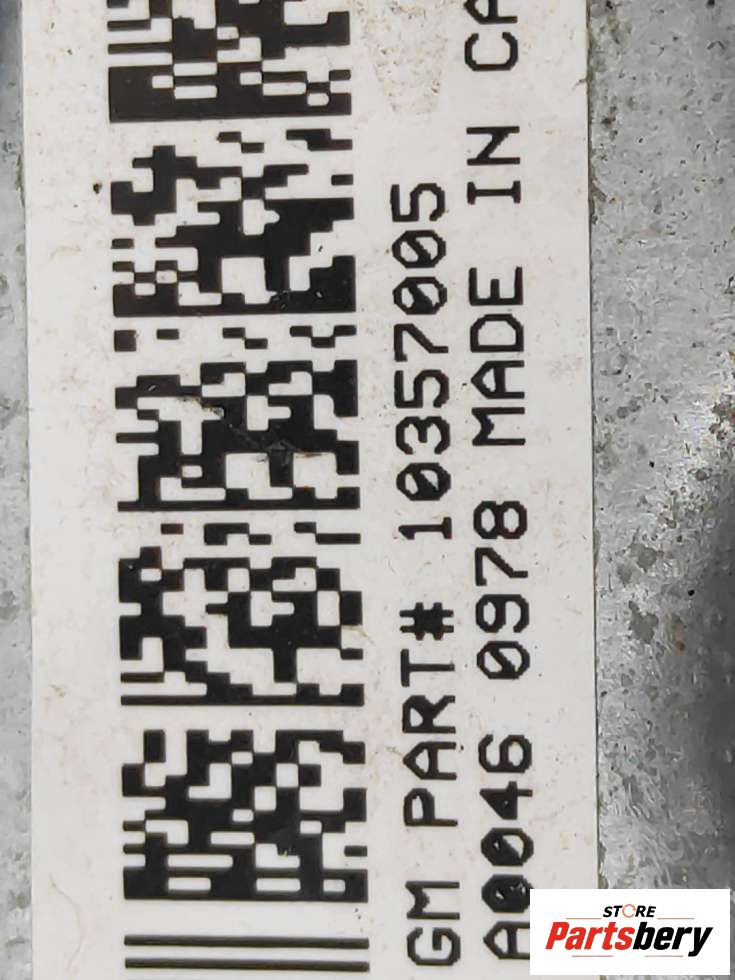 GM PART# 10357005
A0046 0978 MADE IN CA
STORE
Partsbery